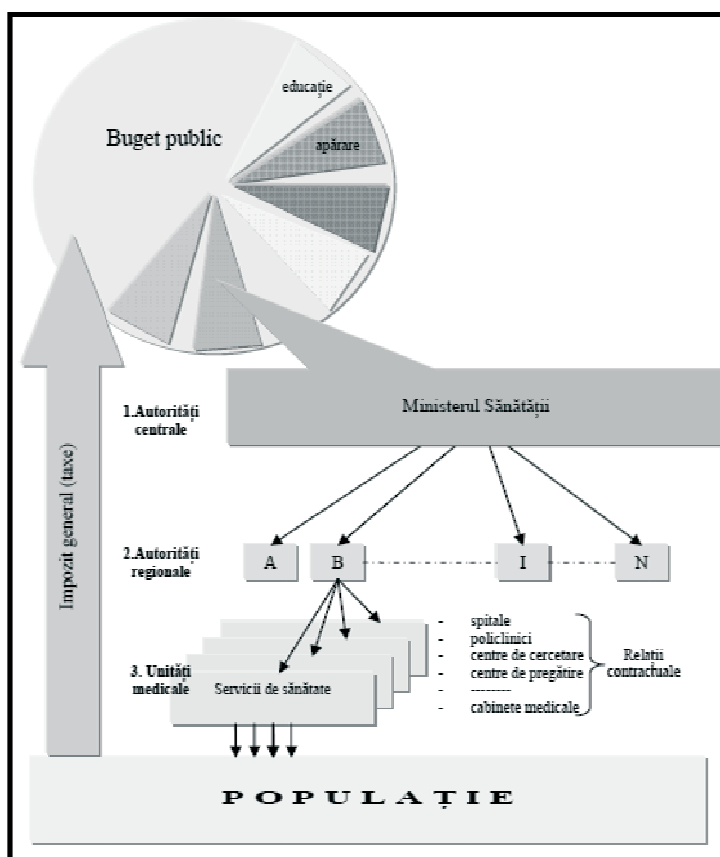 educație
Buget public
apărare
Ministerul Sănătății
1.Autorități
centrale
Impozit general (taxe)
2.Autorități
regionale
A
B
I
N
3. Unități
medicale
Servicii de sănătate
- spitale
- policlinici
- centre de cercetare
- centre de pregătire
- --------
- cabinete medicale
Relatii
contractuale
POPULAȚIE